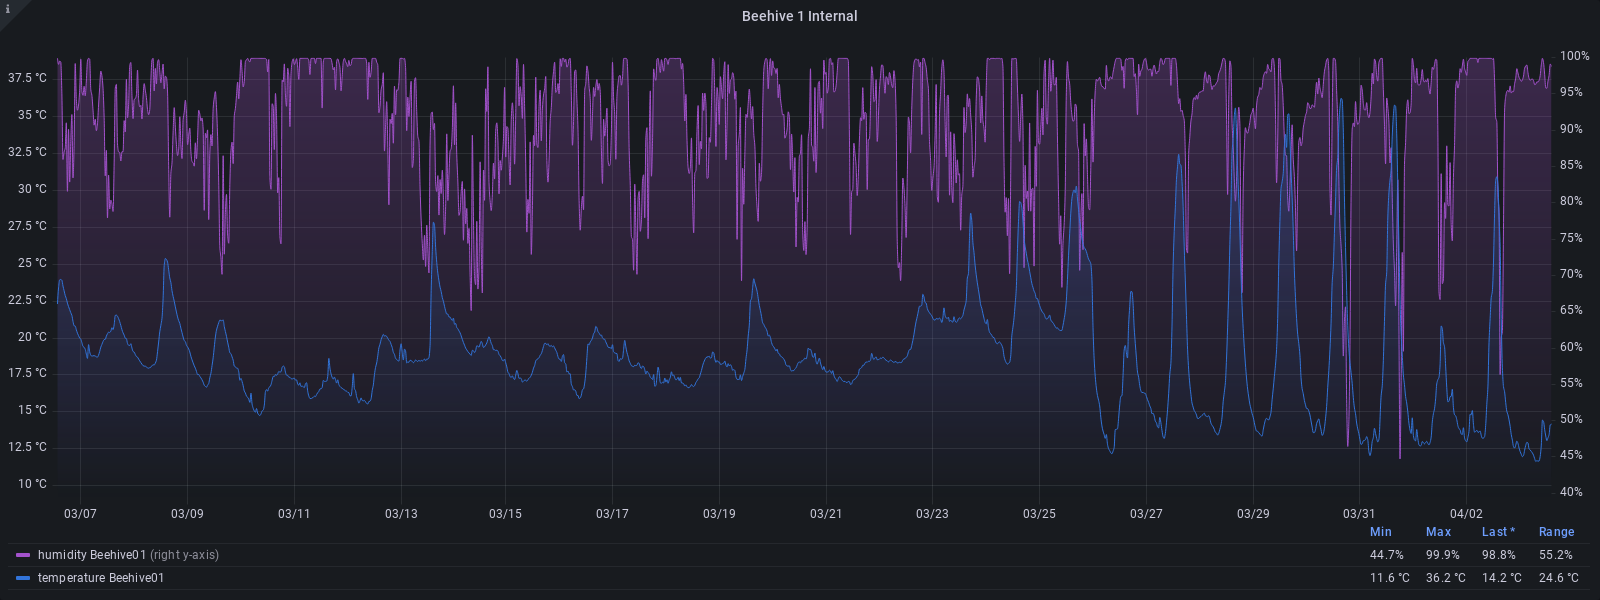 i
Beehive 1 Internal
37.5 °C
35 °C
32.5 °C
30 °C
27.5 °C
25 °C
22.5 °C
20 °C
17.5 °C
15 °C
12.5 °C
10 °C
100%
95%
90%
85%
80%
75%
70%
65%
60%
55%
50%
45%
40%
03/07 03/09 03/11 03/13 03/15 03/17 03/19 03/21 03/23 03/25 03/27 03/29 03/31 04/02
Min Max Last * Range
humidity Beehive01 (right y-axis) 44.7% 99.9% 98.8% 55.2%
temperature Beehive01 11.6 °C 36.2 °C 14.2 °C 24.6 °C